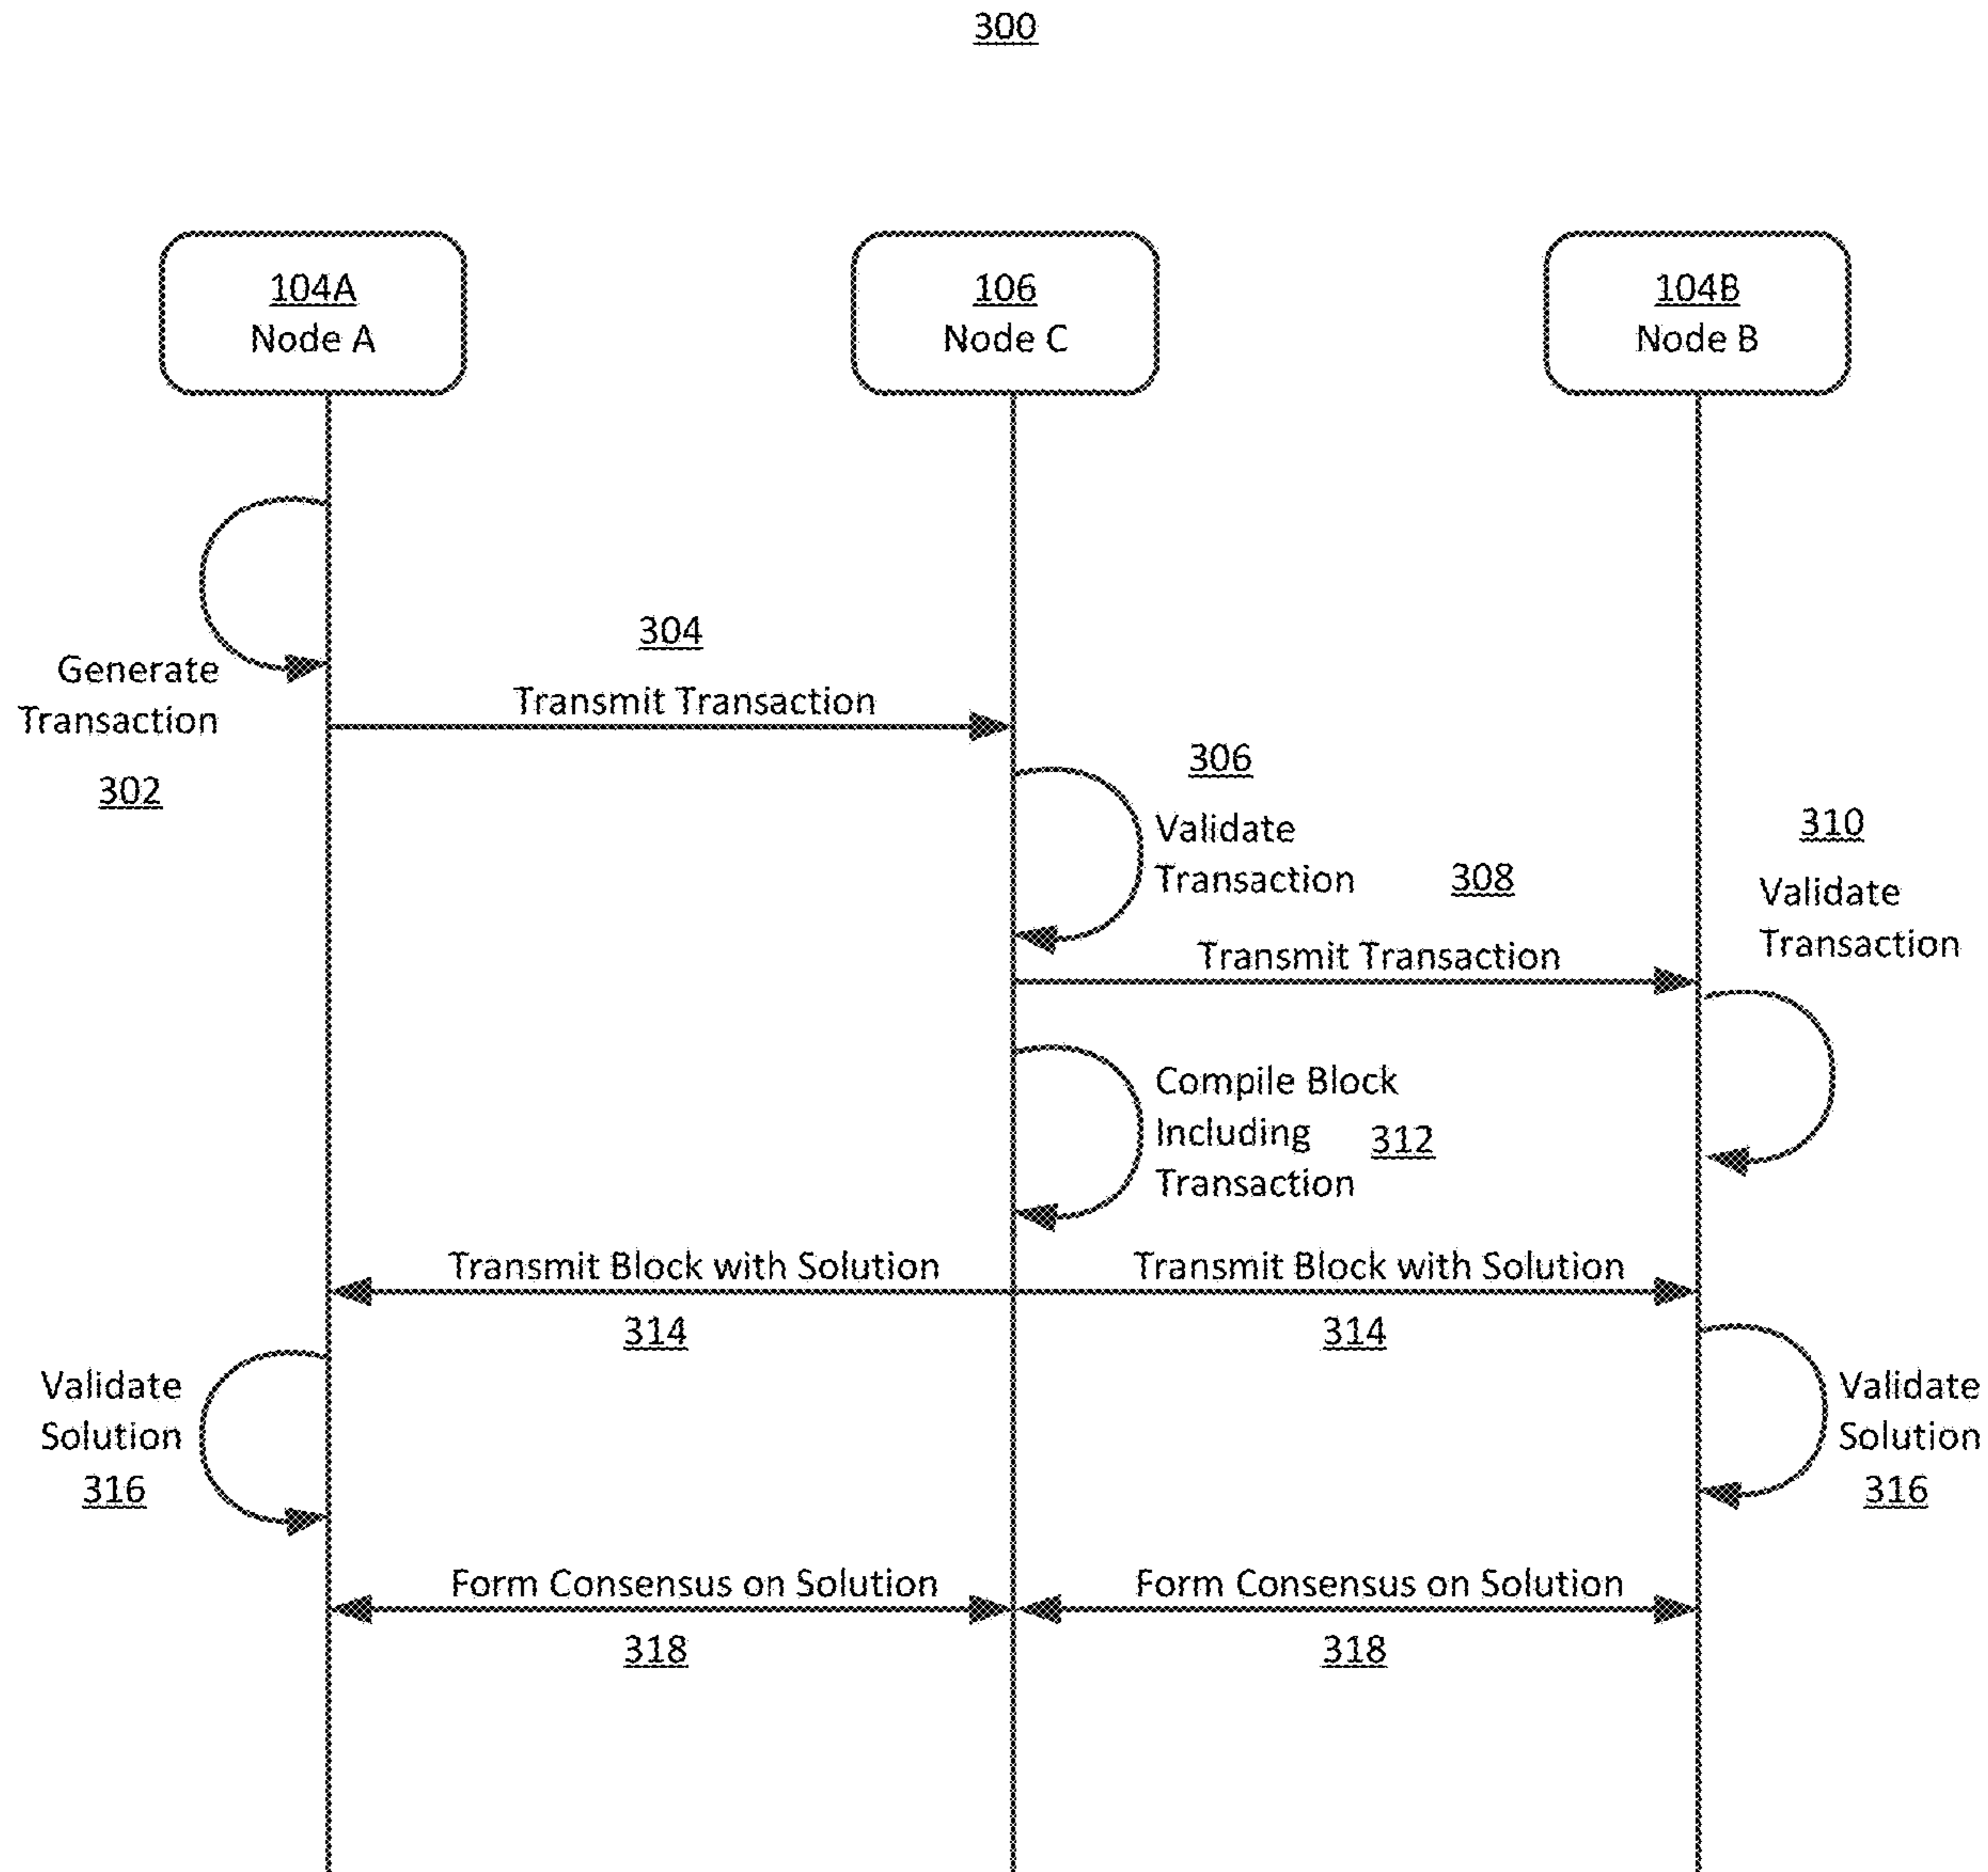 300
104A
Node A
106
Node C
104B
Node B
Generate
Transaction
302
304
Transmit Transaction
306
Validate
Transaction
308
Transmit Transaction
310
Validate
Transaction
Compile Block
Including
Transaction
312
Transmit Block with Solution
314
Transmit Block with Solution
314
Validate
Solution
316
Validate
Solution
316
Form Consensus on Solution
318
Form Consensus on Solution
318